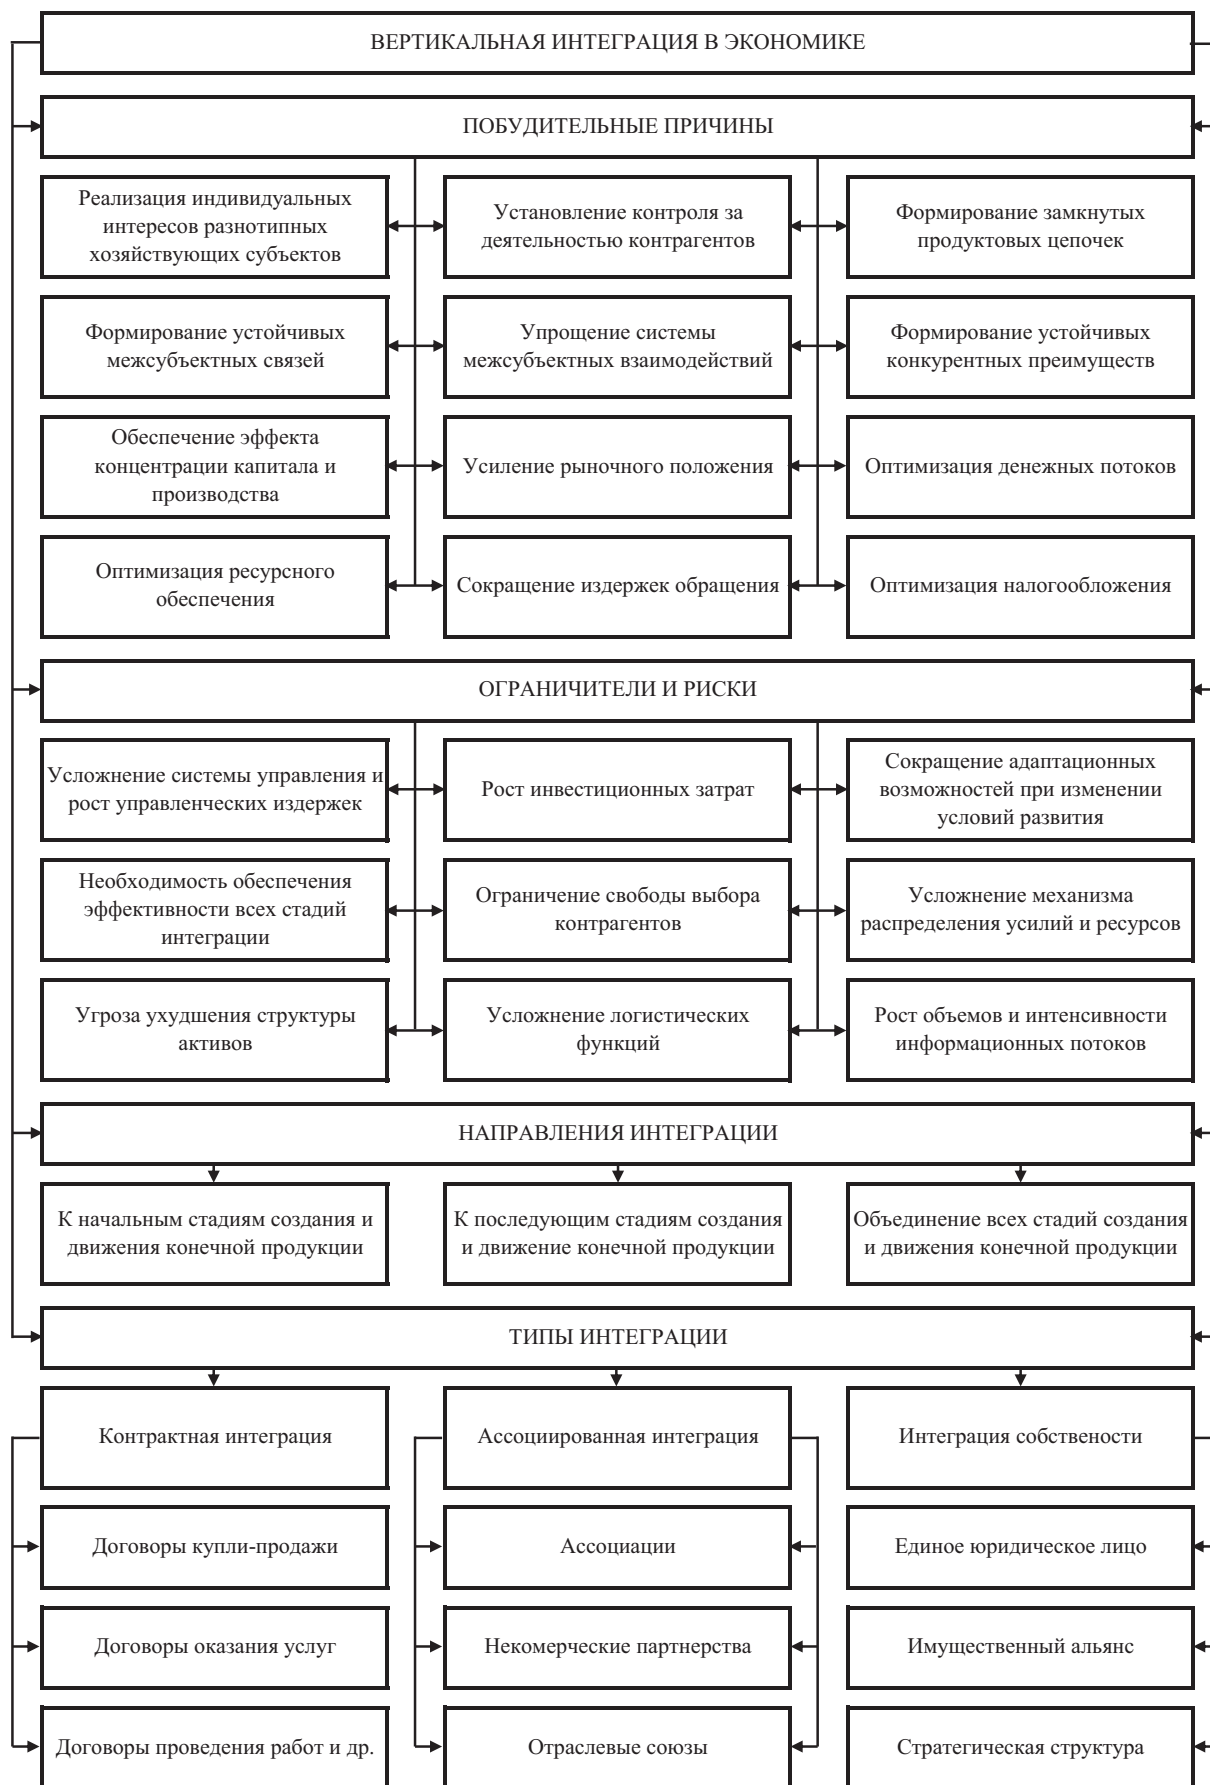 ВЕРТИКАЛЬНАЯ ИНТЕГРАЦИЯ В ЭКОНОМИКЕ
ПОБУДИТЕЛЬНЫЕ ПРИЧИНЫ
Реализация индивидуальных
интересов разнотипных
хозяйствующих субъектов
Установление контроля за
деятельностью контрагентов
Формирование замкнутых
продуктовых цепочек
Формирование устойчивых
межсубъектных связей
Упрощение системы
межсубъектных взаимодействий
Формирование устойчивых
конкурентных преимуществ
Обеспечение эффекта
концентрации капитала и
производства
Усиление рыночного положения
Оптимизация денежных потоков
Оптимизация ресурсного
обеспечения
Сокращение издержек обращения
Оптимизация налогообложения
ОГРАНИЧИТЕЛИ И РИСКИ
Усложнение системы управления и
рост управленческих издержек
Рост инвестиционных затрат
Сокращение адаптационных
возможностей при изменении
условий развития
Необходимость обеспечения
эффективности всех стадий
интеграции
Ограничение свободы выбора
контрагентов
Усложнение механизма
распределения усилий и ресурсов
Угроза ухудшения структуры
активов
Усложнение логистических
функций
Рост объемов и интенсивности
информационных потоков
НАПРАВЛЕНИЯ ИНТЕГРАЦИИ
К начальным стадиям создания и
движения конечной продукции
К последующим стадиям создания
и движение конечной продукции
Объединение всех стадий создания
и движения конечной продукции
ТИПЫ ИНТЕГРАЦИИ
Контрактная интеграция
Ассоциированная интеграция
Интеграция собствености
Договоры купли-продажи
Ассоциации
Единое юридическое лицо
Договоры оказания услуг
Некомерческие партнерства
Имущественный альянс
Договоры проведения работ и др.
Отраслевые союзы
Стратегическая структура